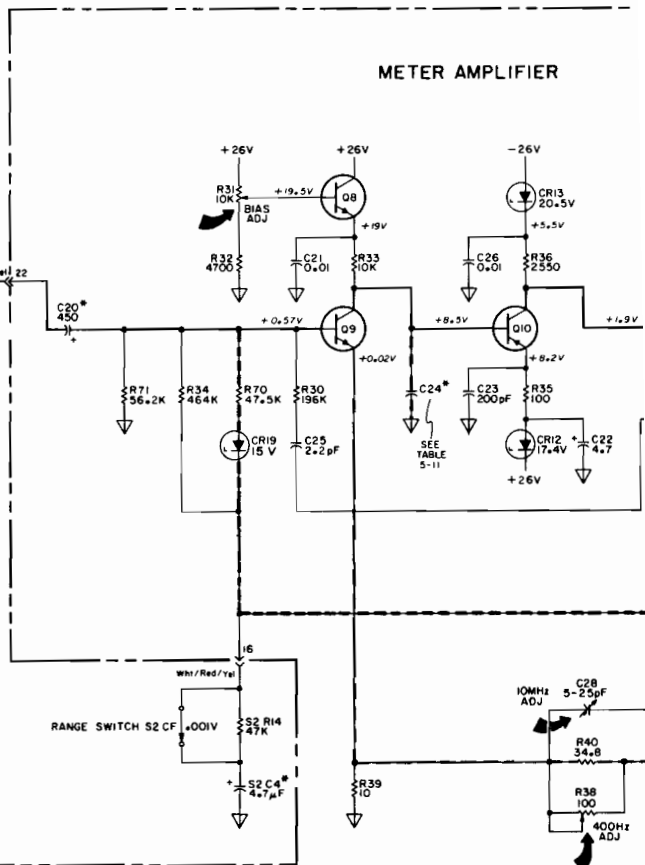 METER AMPLIFIER
+26V
+26V
-26V
R31
10K
+19.5V
Q8
CR13
20.5V
BIAS
ADJ
+19V
+5.5V
R32
4700
C21
0.01
R33
10K
C26
0.01
R36
2550
22
C20*
450
+
+0.57V
Q9
+8.5V
Q10
+1.9V
+0.02V
+8.2V
R71
56.2K
R34
464K
R70
47.5K
R30
196K
C24*
C23
200pF
R35
100
SEE
TABLE
5-11
CR19
15 V
C25
2.2pF
CR12
17.4V
+
C22
4.7
+26V
16
Wht/Red/Yel
RANGE SWITCH S2 CF
.001V
S2 R14
47K
10MHz
ADJ
C28
5-25pF
R40
34.8
+
S2 C4*
4.7µF
R39
10
R38
100
400Hz
ADJ